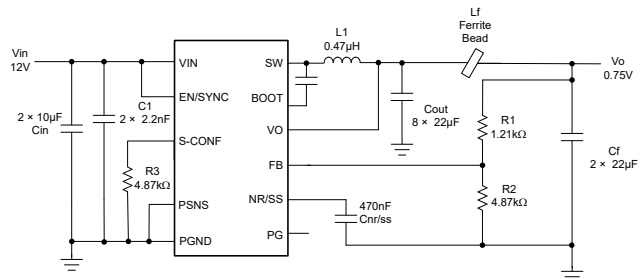 Lf
Ferrite
Bead
L1
0.47µH
Vin
12V
VIN
SW
Vo
0.75V
EN/SYNC
BOOT
C1
2 × 2.2nF
2 × 10µF
Cin
Cout
8 × 22µF
R1
1.21kΩ
VO
S-CONF
Cf
2 × 22µF
FB
R3
4.87kΩ
R2
4.87kΩ
NR/SS
470nF
Cnr/ss
PSNS
PG
PGND